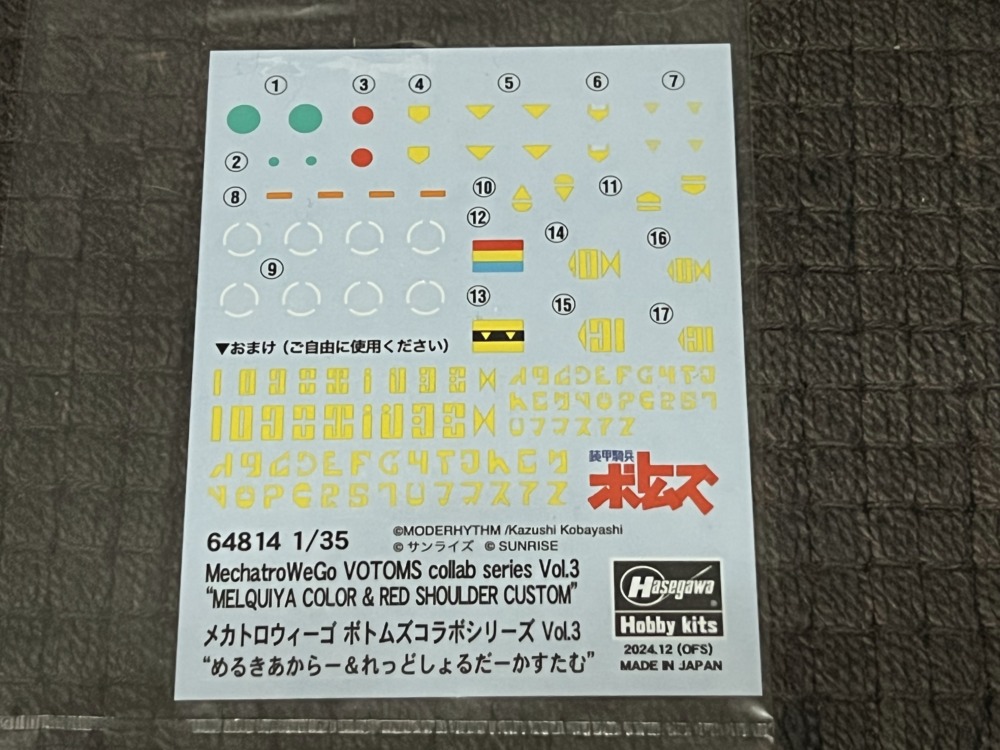 ① ③ ④ ⑤ ⑥ ⑦
②
⑧ ⑩ ⑪
⑫
⑨ ⑭ ⑯
⑬ ⑮ ⑰
▼おまけ（ご自由に使用ください）
装甲騎兵
ボトムズ
64814 1/35
©MODERHYTHM /Kazushi Kobayashi
© サンライズ © SUNRISE
MechatroWeGo VOTOMS collab series Vol.3
“MELQUIYA COLOR & RED SHOULDER CUSTOM”
メカトロウィーゴ ボトムズコラボシリーズ Vol.3
“めるきあからー＆れっどしょるだーかすたむ”
Hasegawa®
Hobby kits
2024.12 (OFS)
MADE IN JAPAN